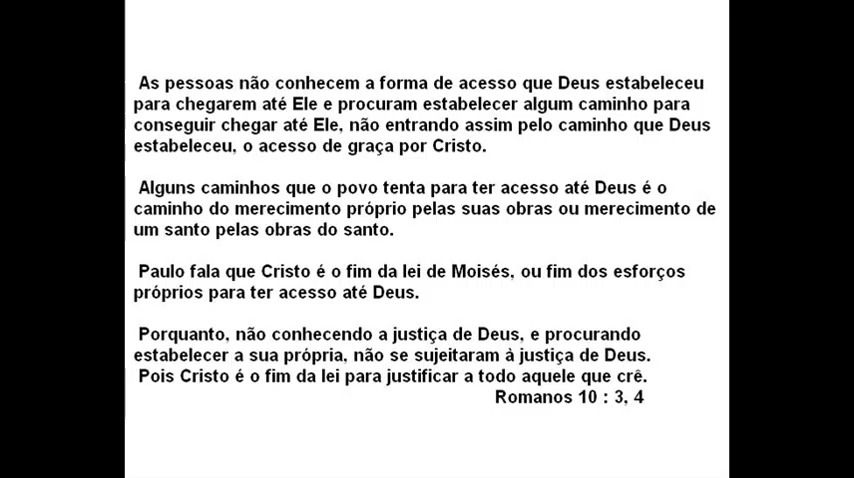 As pessoas não conhecem a forma de acesso que Deus estabeleceu
para chegarem até Ele e procuram estabelecer algum caminho para
conseguir chegar até Ele, não entrando assim pelo caminho que Deus
estabeleceu, o acesso de graça por Cristo.
Alguns caminhos que o povo tenta para ter acesso até Deus é o
caminho do merecimento próprio pelas suas obras ou merecimento de
um santo pelas obras do santo.
Paulo fala que Cristo é o fim da lei de Moisés, ou fim dos esforços
próprios para ter acesso até Deus.
Porquanto, não conhecendo a justiça de Deus, e procurando
estabelecer a sua própria, não se sujeitaram à justiça de Deus.
Pois Cristo é o fim da lei para justificar a todo aquele que crê.
Romanos 10 : 3, 4